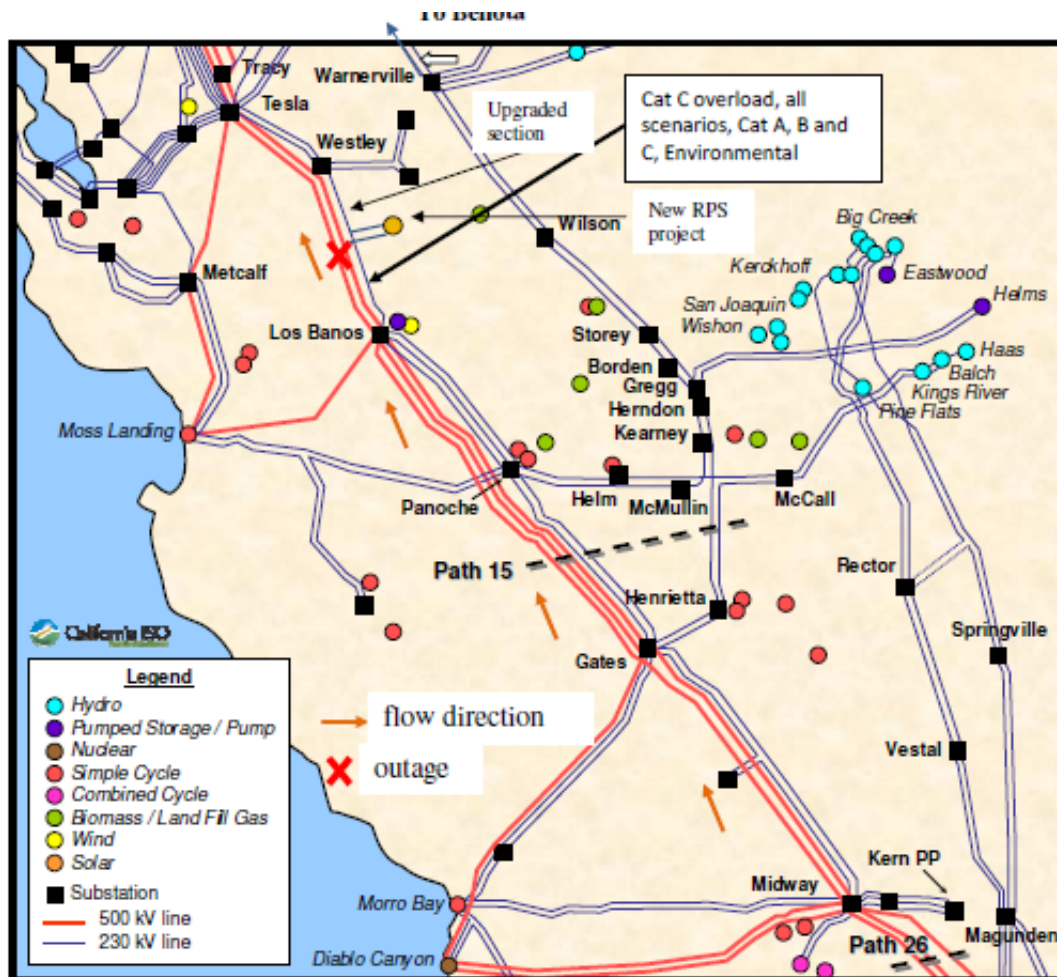 To Bellota
Tracy
Warnerville
Tesla
Upgraded
section
Cat C overload, all
scenarios, Cat A, B and
C, Environmental
Westley
New RPS
project
Wilson
Big Creek
Kerckhoff
Eastwood
Metcalf
San Joaquin
Helms
Wishon
Los Banos
Storey
Borden
Haas
Gregg
Balch
Herndon
Kings River
Pine Flats
Kearney
Moss Landing
Panoche
Helm
McMullin
McCall
Path 15
Rector
Henrietta
California ISO
Springville
Gates
Legend
Hydro
Pumped Storage / Pump
Nuclear
Simple Cycle
Combined Cycle
Biomass / Land Fill Gas
Wind
Solar
Substation
500 kV line
230 kV line
flow direction
outage
Vestal
Kern PP
Midway
Morro Bay
Magunden
Path 26
Diablo Canyon